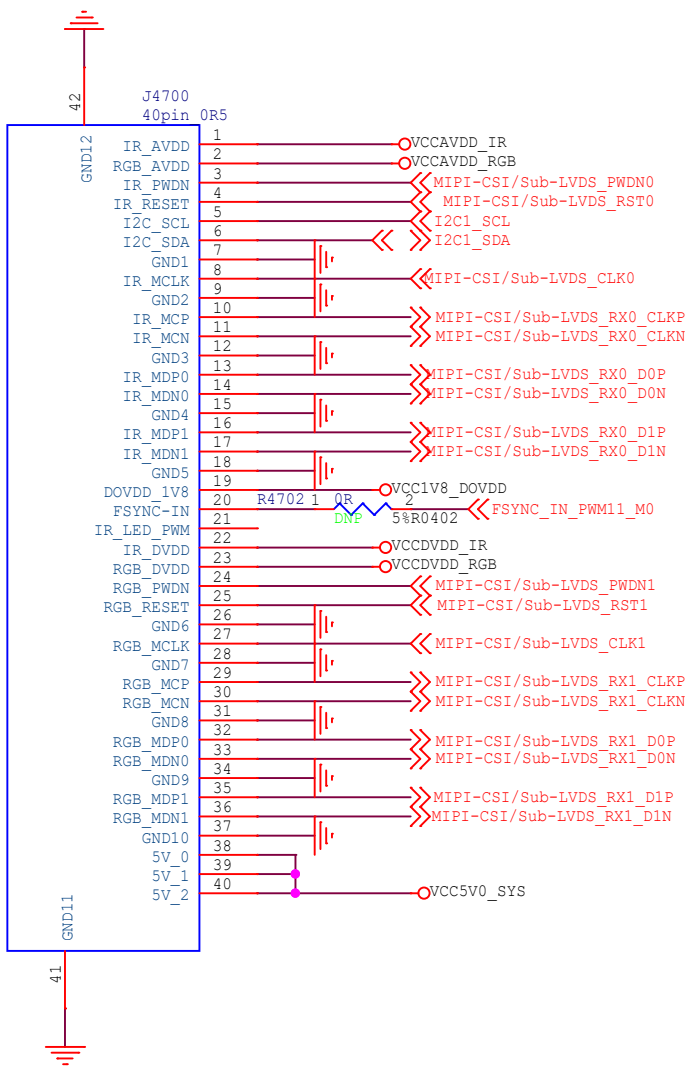 42
J4700
40pin 0R5
GND12
IR_AVDD 1 VCCAVDD_IR
RGB_AVDD 2 VCCAVDD_RGB
IR_PWDN 3 MIPI-CSI/Sub-LVDS_PWDN0
IR_RESET 4 MIPI-CSI/Sub-LVDS_RST0
I2C_SCL 5 I2C1_SCL
I2C_SDA 6 I2C1_SDA
GND1 7
IR_MCLK 8 MIPI-CSI/Sub-LVDS_CLK0
GND2 9
IR_MCP 10 MIPI-CSI/Sub-LVDS_RX0_CLKP
IR_MCN 11 MIPI-CSI/Sub-LVDS_RX0_CLKN
GND3 12
IR_MDP0 13 MIPI-CSI/Sub-LVDS_RX0_D0P
IR_MDN0 14 MIPI-CSI/Sub-LVDS_RX0_D0N
GND4 15
IR_MDP1 16 MIPI-CSI/Sub-LVDS_RX0_D1P
IR_MDN1 17 MIPI-CSI/Sub-LVDS_RX0_D1N
GND5 18
DOVDD_1V8 19 VCC1V8_DOVDD
R4702 1 0R 2
FSYNC-IN 20 FSYNC_IN_PWM11_M0
DNP 5% R0402
IR_LED_PWM 21
IR_DVDD 22 VCCDVDD_IR
RGB_DVDD 23 VCCDVDD_RGB
RGB_PWDN 24 MIPI-CSI/Sub-LVDS_PWDN1
RGB_RESET 25 MIPI-CSI/Sub-LVDS_RST1
GND6 26
RGB_MCLK 27 MIPI-CSI/Sub-LVDS_CLK1
GND7 28
RGB_MCP 29 MIPI-CSI/Sub-LVDS_RX1_CLKP
RGB_MCN 30 MIPI-CSI/Sub-LVDS_RX1_CLKN
GND8 31
RGB_MDP0 32 MIPI-CSI/Sub-LVDS_RX1_D0P
RGB_MDN0 33 MIPI-CSI/Sub-LVDS_RX1_D0N
GND9 34
RGB_MDP1 35 MIPI-CSI/Sub-LVDS_RX1_D1P
RGB_MDN1 36 MIPI-CSI/Sub-LVDS_RX1_D1N
GND10 37
5V_0 38
5V_1 39
5V_2 40 VCC5V0_SYS
GND11
41